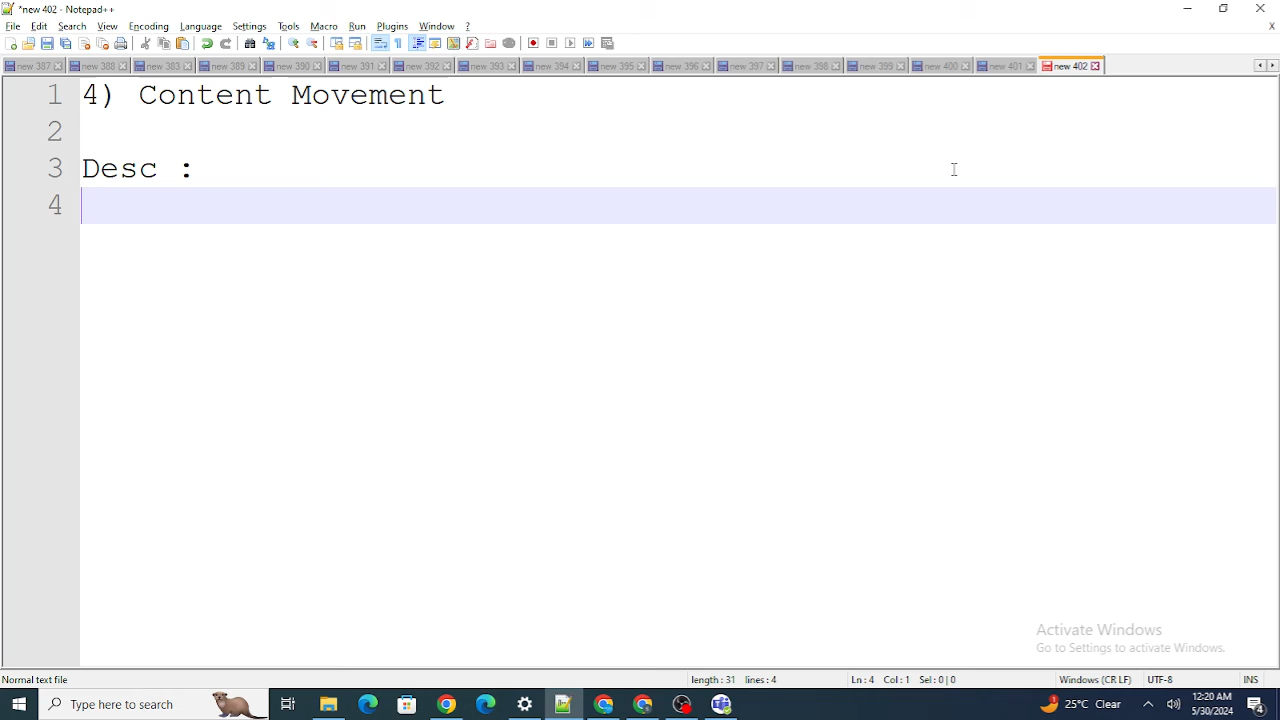 *new 402 - Notepad++
File Edit Search View Encoding Language Settings Tools Macro Run Plugins Window ?
new 387 new 388 new 383 new 389 new 390 new 391 new 392 new 393 new 394 new 395 new 396 new 397 new 398 new 399 new 400 new 401 new 402
1 4) Content Movement
2
3 Desc :
4
Activate Windows
Go to Settings to activate Windows.
Normal text file length: 31 lines: 4 Ln: 4 Col: 1 Sel: 0 | 0 Windows (CR LF) UTF-8 INS
Type here to search 25°C Clear 12:20 AM
5/30/2024